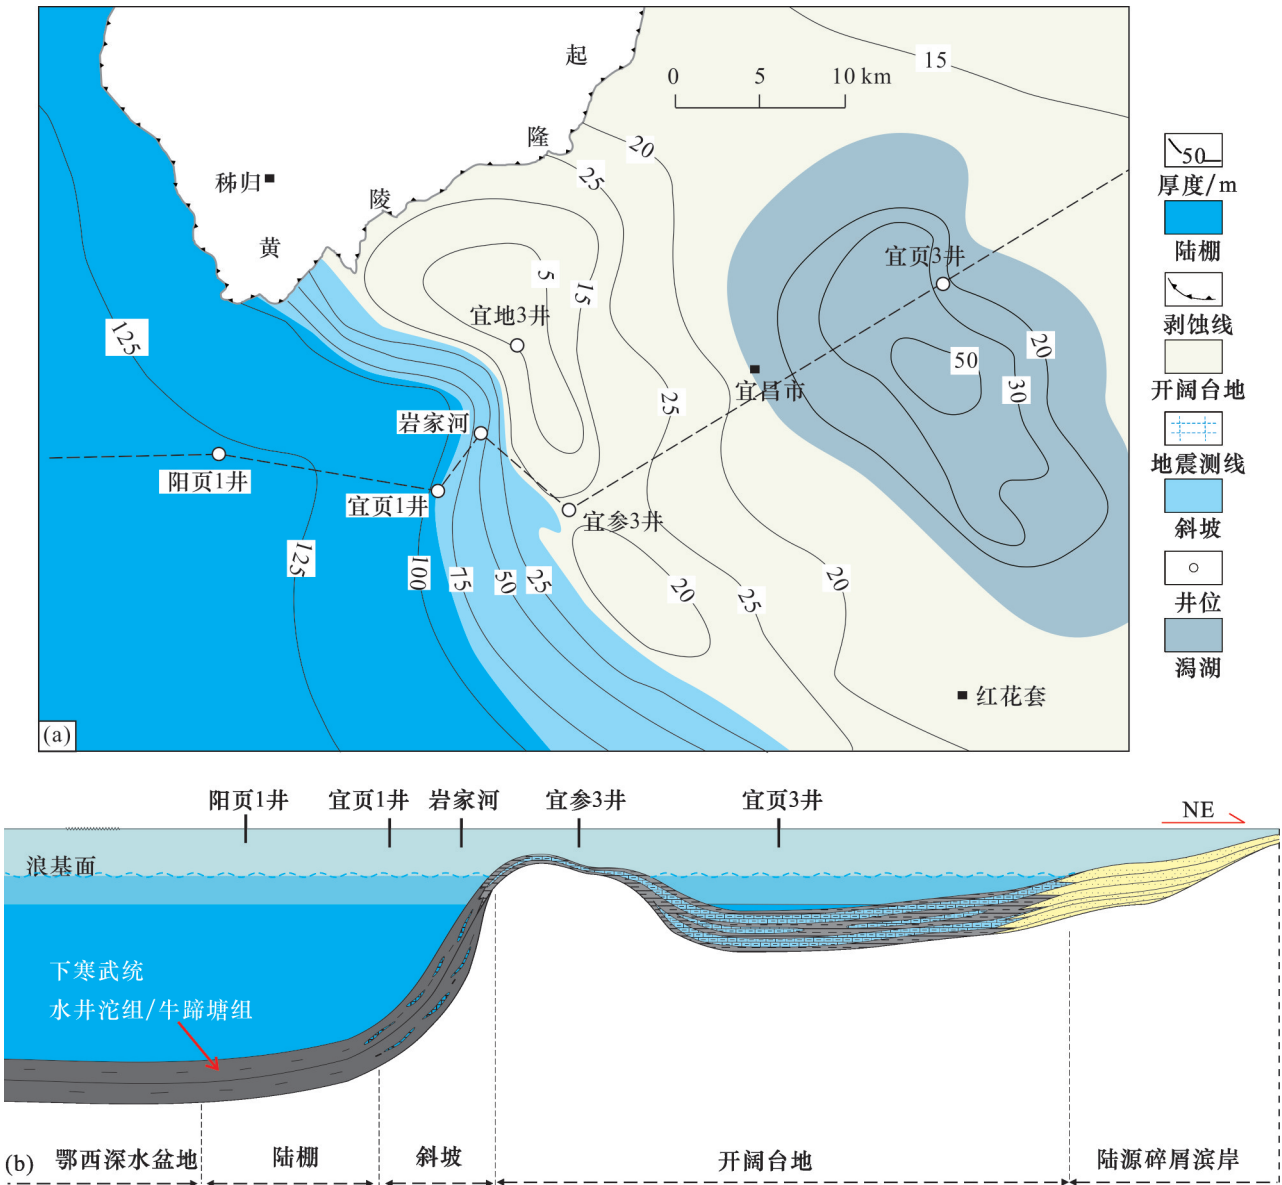 起
0 5 10 km
15
隆
20
25
秭归
陵
黄
宜页3井
5
15
宜地3井
125
20
50
30
宜昌市
25
岩家河
阳页1井
宜页1井
宜参3井
125
100
75
50
25
20
25
20
红花套
(a)
50
厚度/m
陆棚
剥蚀线
开阔台地
地震测线
斜坡
井位
潟湖
阳页1井 宜页1井 岩家河 宜参3井 宜页3井
NE
浪基面
下寒武统
水井沱组/牛蹄塘组
(b) 鄂西深水盆地 陆棚 斜坡 开阔台地 陆源碎屑滨岸